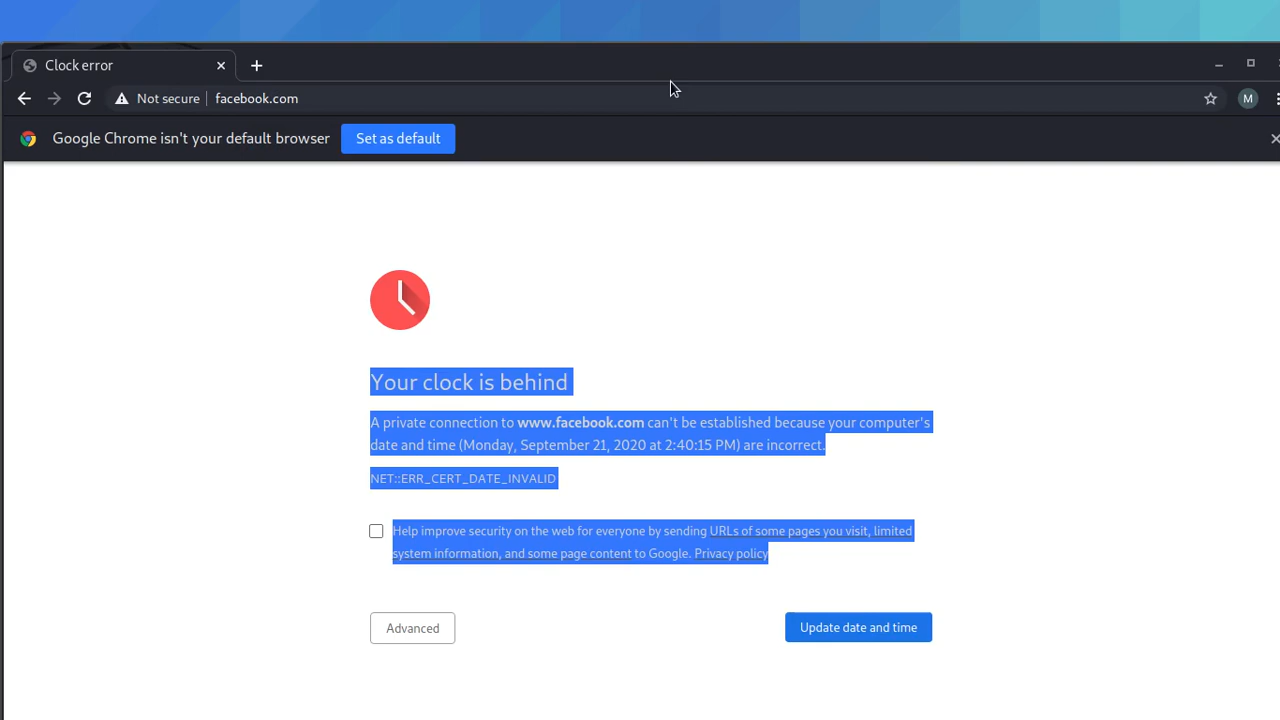 Clock error
Not secure facebook.com
M
Google Chrome isn't your default browser Set as default
Your clock is behind
A private connection to www.facebook.com can't be established because your computer's
date and time (Monday, September 21, 2020 at 2:40:15 PM) are incorrect.
NET::ERR_CERT_DATE_INVALID
Help improve security on the web for everyone by sending URLs of some pages you visit, limited
system information, and some page content to Google. Privacy policy
Advanced Update date and time